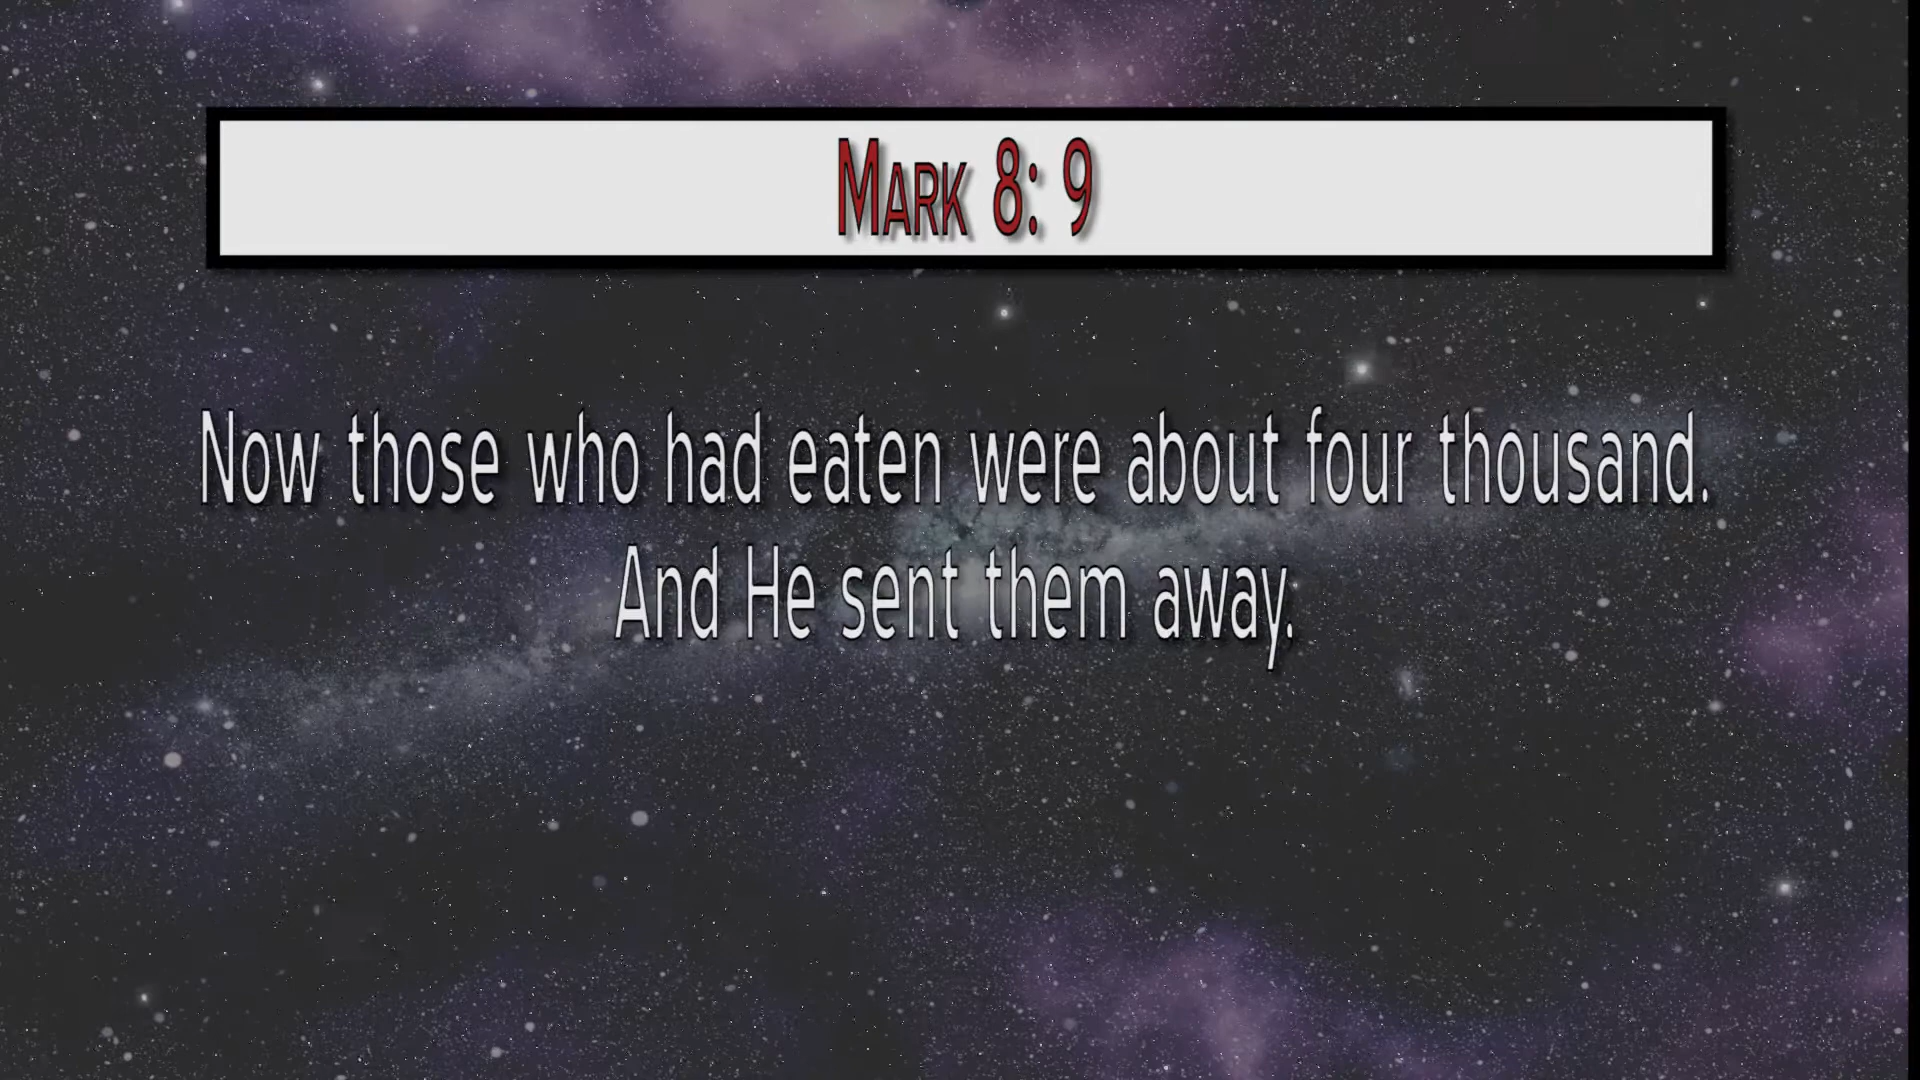 Mark 8: 9
Now those who had eaten were about four thousand.
And He sent them away.